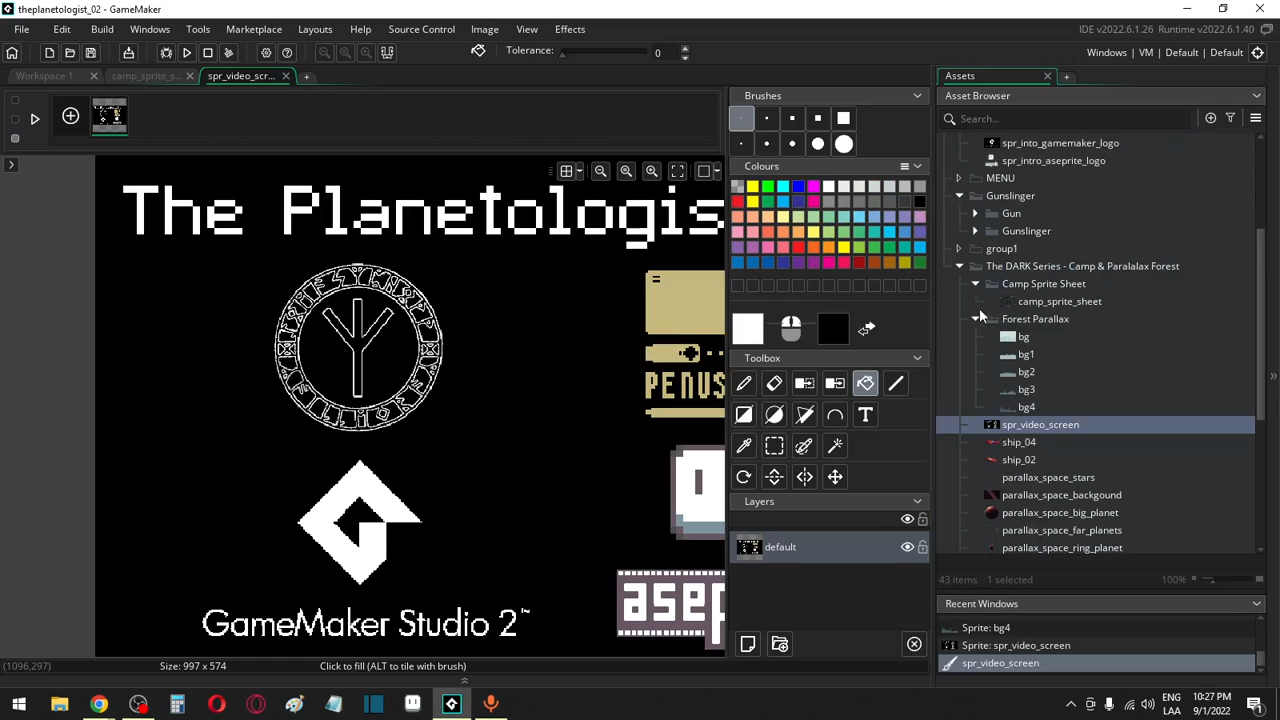 theplanetologist_02 - GameMaker
File Edit Build Windows Tools Marketplace Layouts Help Source Control Image View Effects
IDE v2022.6.1.26 Runtime v2022.6.1.40
Tolerance: 0
Windows | VM | Default | Default
Workspace 1
camp_sprite_s...
spr_video_scr...
Assets
Brushes
Asset Browser
Search...
spr_into_gamemaker_logo
spr_intro_aseprite_logo
Colours
MENU
Gunslinger
The Planetologis
Gun
Gunslinger
group1
The DARK Series - Camp & Paralalax Forest
Camp Sprite Sheet
camp_sprite_sheet
Forest Parallax
bg
Toolbox
bg1
bg2
PENUS
bg3
bg4
spr_video_screen
ship_04
ship_02
parallax_space_stars
parallax_space_backgound
Layers
parallax_space_big_planet
parallax_space_far_planets
default
parallax_space_ring_planet
43 items 1 selected 100%
asep
Recent Windows
GameMaker Studio 2™
Sprite: bg4
Sprite: spr_video_screen
spr_video_screen
(1096,297) Size: 997 x 574 Click to fill (ALT to tile with brush)
ENG
LAA
10:27 PM
9/1/2022
1